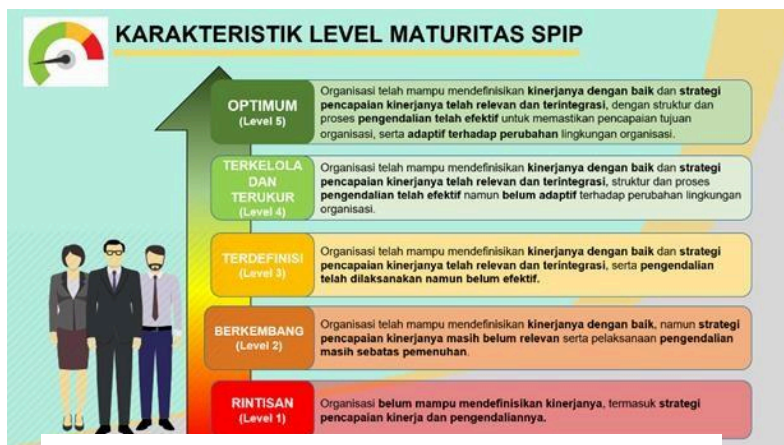 KARAKTERISTIK LEVEL MATURITAS SPIP
OPTIMUM
(Level 5)
Organisasi telah mampu mendefinisikan kinerjanya dengan baik dan strategi
pencapaian kinerjanya telah relevan dan terintegrasi, dengan struktur dan
proses pengendalian telah efektif untuk memastikan pencapaian tujuan
organisasi, serta adaptif terhadap perubahan lingkungan organisasi.
TERKELOLA
DAN
TERUKUR
(Level 4)
Organisasi telah mampu mendefinisikan kinerjanya dengan baik dan strategi
pencapaian kinerjanya telah relevan dan terintegrasi, struktur dan proses
pengendalian telah efektif namun belum adaptif terhadap perubahan lingkungan
organisasi.
TERDEFINISI
(Level 3)
Organisasi telah mampu mendefinisikan kinerjanya dengan baik dan strategi
pencapaian kinerjanya telah relevan dan terintegrasi, serta pengendalian
telah dilaksanakan namun belum efektif.
BERKEMBANG
(Level 2)
Organisasi telah mampu mendefinisikan kinerjanya dengan baik, namun strategi
pencapaian kinerjanya masih belum relevan serta pelaksanaan pengendalian
masih sebatas pemenuhan.
RINTISAN
(Level 1)
Organisasi belum mampu mendefinisikan kinerjanya, termasuk strategi
pencapaian kinerja dan pengendaliannya.